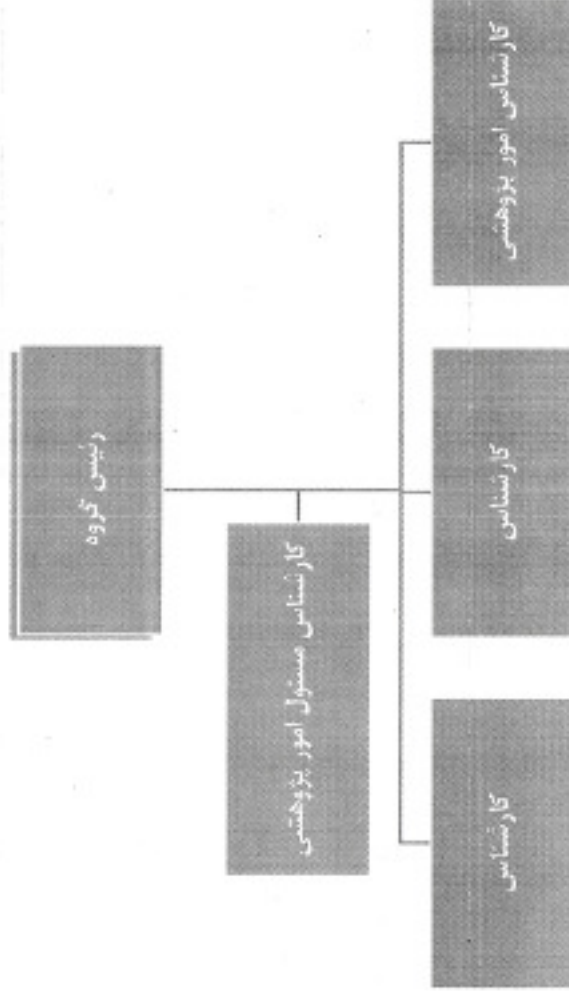 رئیس گروه
کارشناس مسئول امور پژوهشی
کارشناس امور پژوهشی
کارشناس
کارشناس